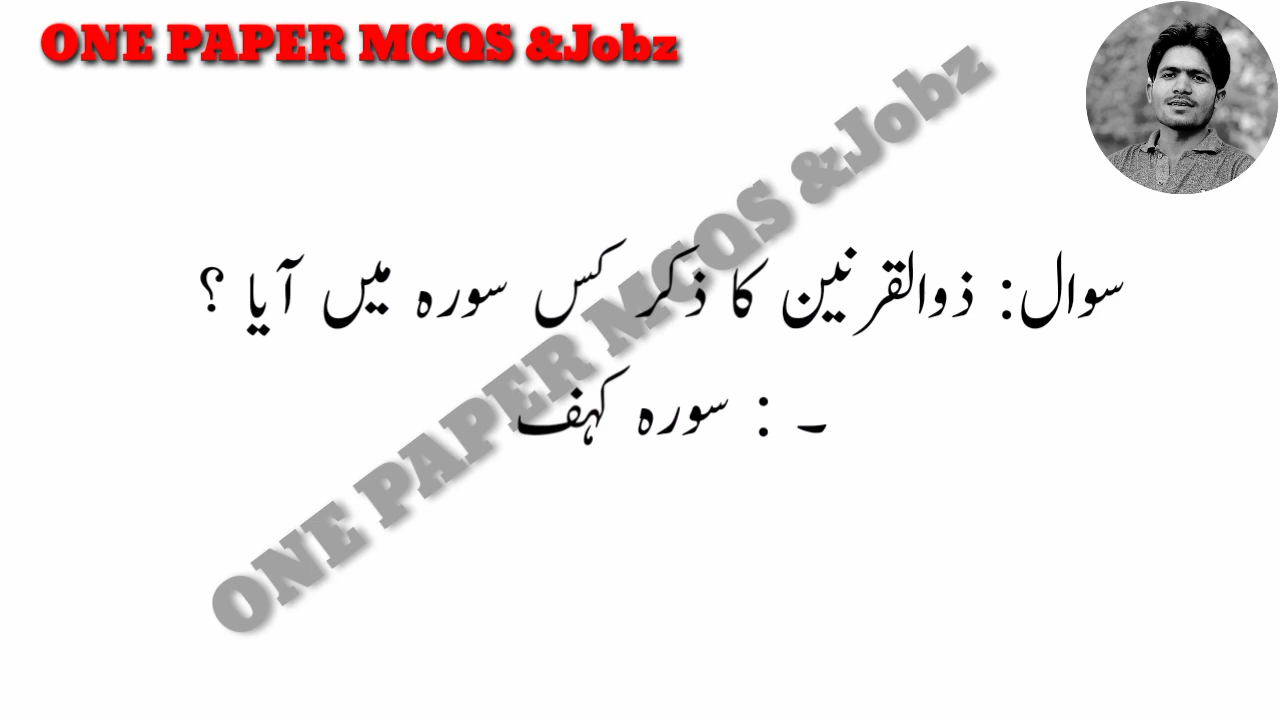 ONE PAPER MCQS &Jobz
ONE PAPER MCQS &Jobz
سوال: ذوالقرنین کا ذکر کس سورہ میں آیا ؟
۔ : سورہ کہف